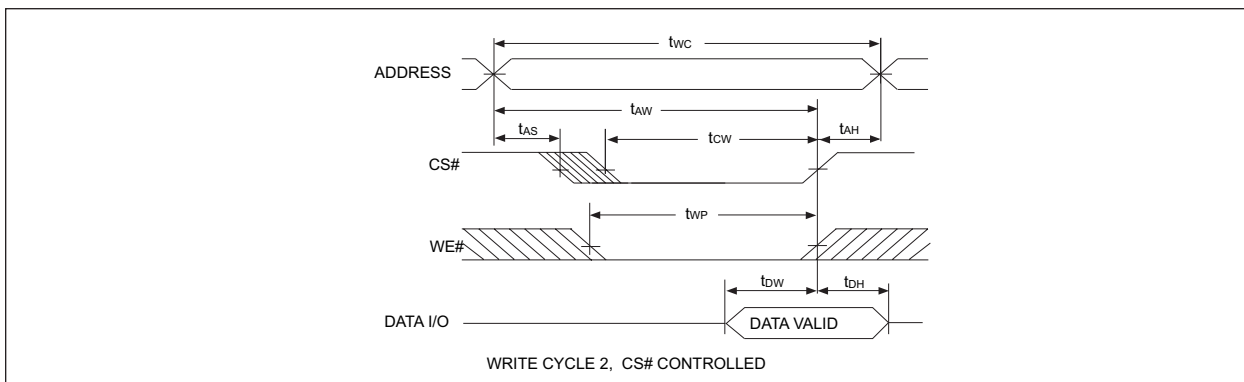 tWC
ADDRESS
tAW
tAS
tCW
tAH
CS#
tWP
WE#
tDW
tDH
DATA I/O
DATA VALID
WRITE CYCLE 2, CS# CONTROLLED